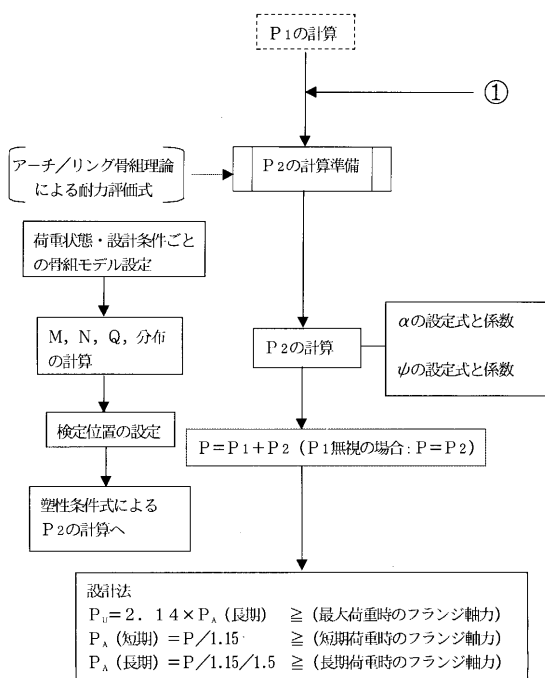 P1の計算
①
アーチ/リング骨組理論
による耐力評価式
P2の計算準備
荷重状態・設計条件ごと
の骨組モデル設定
M, N, Q, 分布
の計算
検定位置の設定
塑性条件式による
P2の計算へ
P2の計算
αの設定式と係数
ψの設定式と係数
P=P1+P2 (P1無視の場合:P=P2)
設計法
PU=2.14×PA(長期) ≧ (最大荷重時のフランジ軸力)
PA(短期)=P/1.15 ≧ (短期荷重時のフランジ軸力)
PA(長期)=P/1.15/1.5 ≧ (長期荷重時のフランジ軸力)